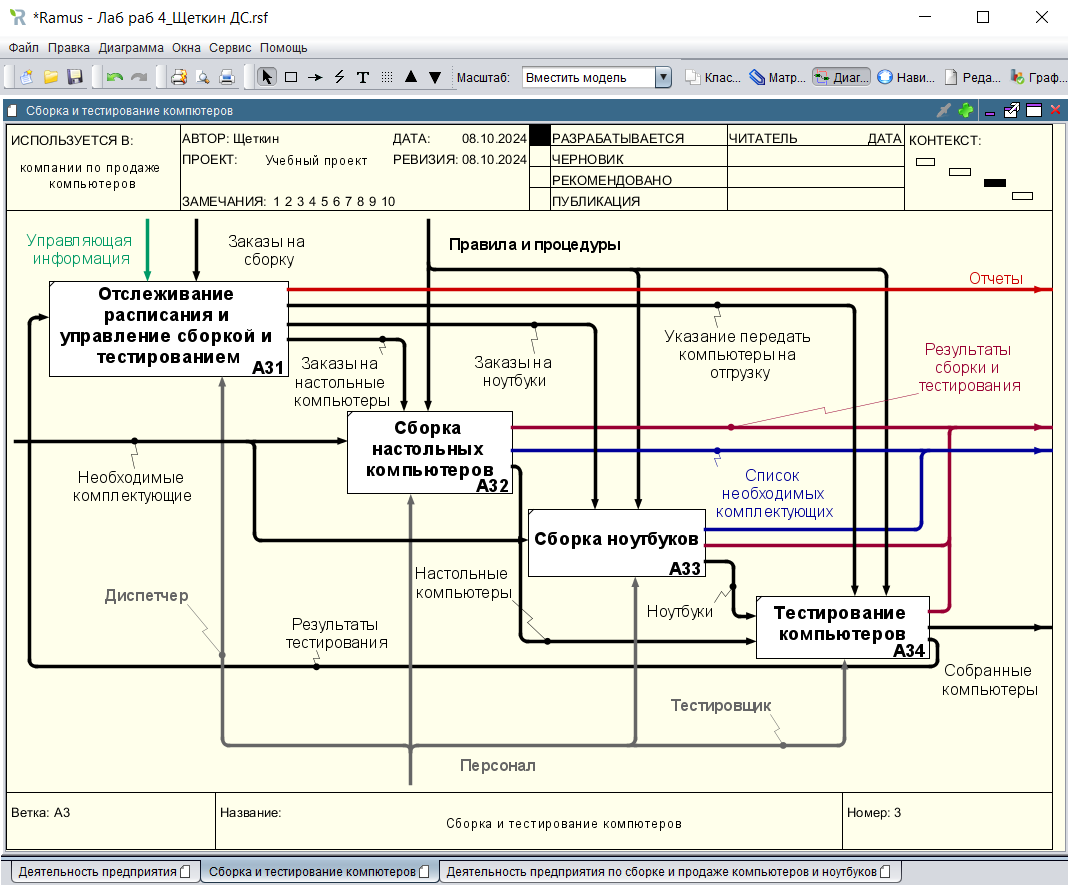 *Ramus - Лаб раб 4_Щеткин ДС.rsf
Файл Правка Диаграмма Окна Сервис Помощь
Масштаб: Вместить модель Клас... Матр... Диаг... Нави... Реда... Граф...
Сборка и тестирование компютеров
ИСПОЛЬЗУЕТСЯ В:
компании по продаже
компьютеров
АВТОР: Щеткин ДАТА: 08.10.2024
ПРОЕКТ: Учебный проект РЕВИЗИЯ: 08.10.2024
ЗАМЕЧАНИЯ: 1 2 3 4 5 6 7 8 9 10
РАЗРАБАТЫВАЕТСЯ
ЧЕРНОВИК
РЕКОМЕНДОВАНО
ПУБЛИКАЦИЯ
ЧИТАТЕЛЬ ДАТА
КОНТЕКСТ:
Управляющая
информация
Заказы на
сборку
Правила и процедуры
Отчеты
Отслеживание
расписания и
управление сборкой и
тестированием
A31
Заказы на
настольные
компьютеры
Заказы на
ноутбуки
Указание передать
компьютеры на
отгрузку
Результаты
сборки и
тестирования
Сборка
настольных
компьютеров
A32
Необходимые
комплектующие
Список
необходимых
комплектующих
Сборка ноутбуков
A33
Настольные
компьютеры
Ноутбуки
Диспетчер
Результаты
тестирования
Тестирование
компьютеров
A34
Собранные
компьютеры
Тестировщик
Персонал
Ветка: A3
Название:
Сборка и тестирование компютеров
Номер: 3
Деятельность предприятия
Сборка и тестирование компютеров
Деятельность предприятия по сборке и продаже компьютеров и ноутбуков